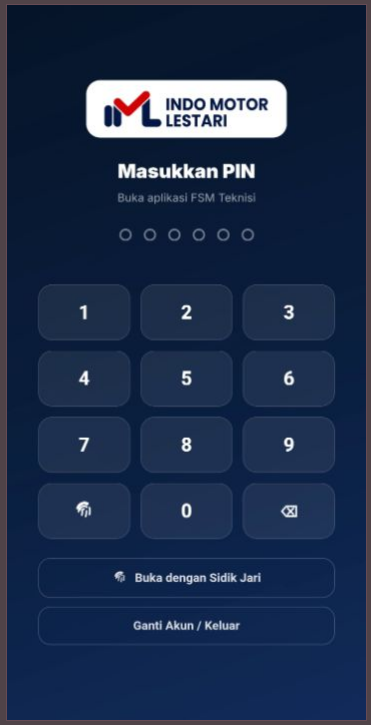 INDO MOTOR
LESTARI
Masukkan PIN
Buka aplikasi FSM Teknisi
1 2 3
4 5 6
7 8 9
0
Buka dengan Sidik Jari
Ganti Akun / Keluar